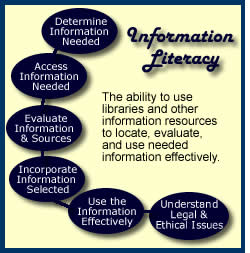 Information
Literacy
Determine
Information
Needed
Access
Information
Needed
Evaluate
Information
& Sources
Incorporate
Information
Selected
Use the
Information
Effectively
Understand
Legal &
Ethical Issues
The ability to use
libraries and other
information resources
to locate, evaluate,
and use needed
information effectively.